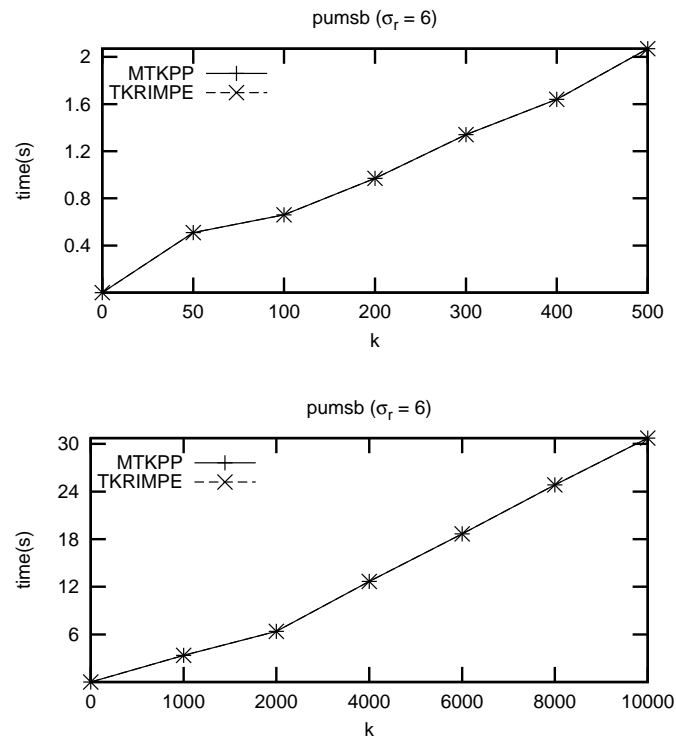 pumsb (σr = 6)
2
1.6
1.2
0.8
0.4
time(s)
MTKPP
TKRIMPE
0 50 100 200 300 400 500
k
pumsb (σr = 6)
30
24
18
12
6
time(s)
MTKPP
TKRIMPE
0 1000 2000 4000 6000 8000 10000
k